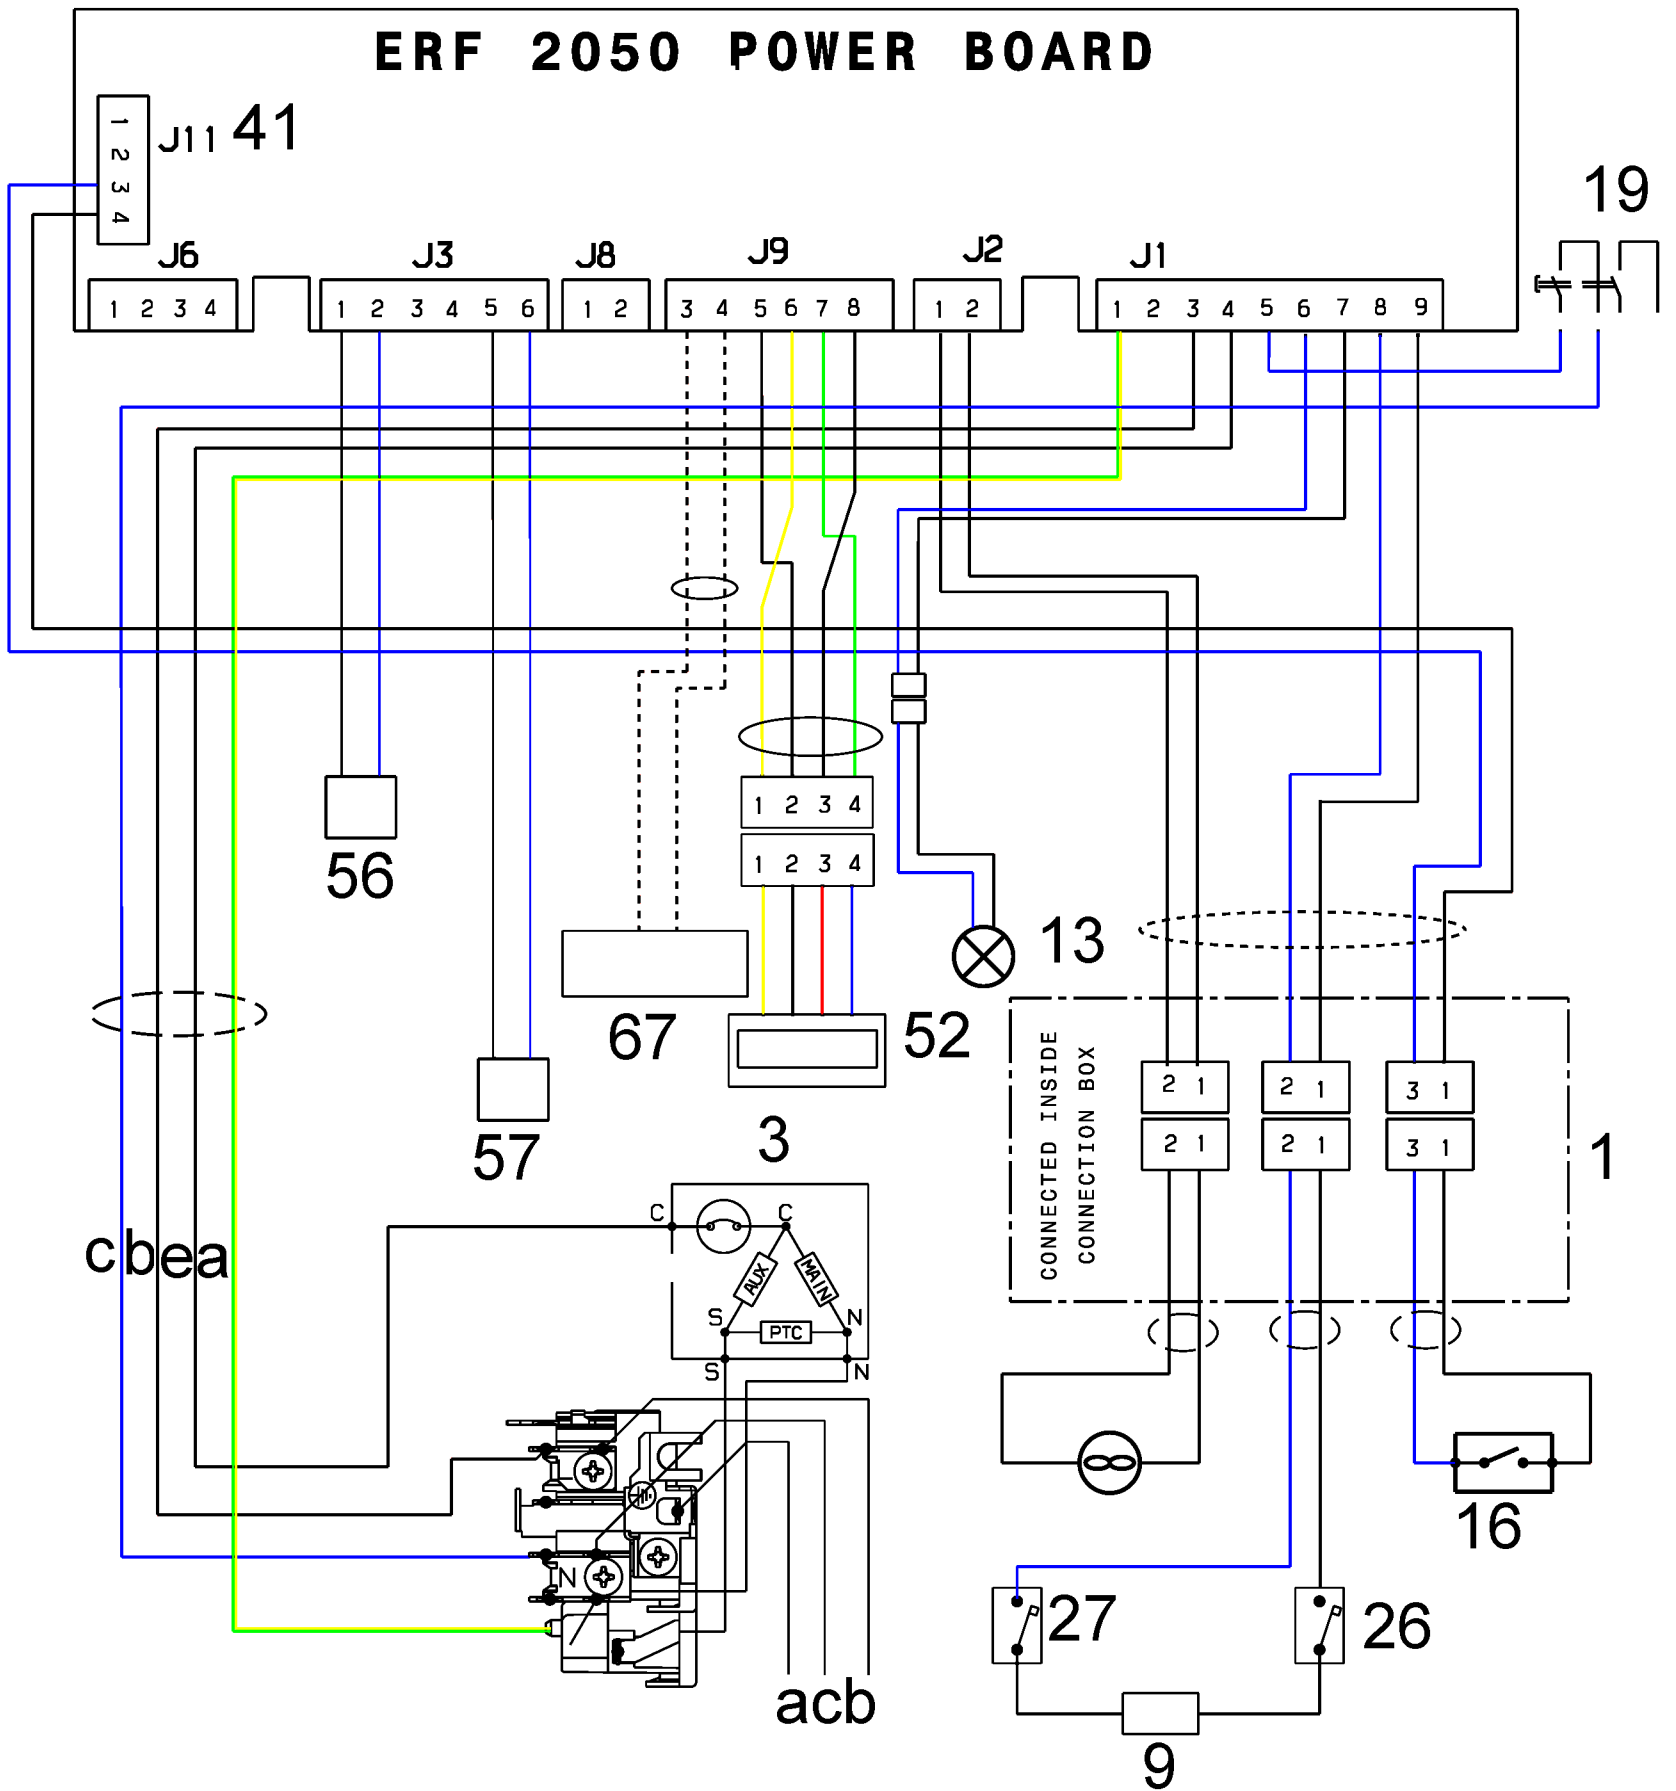 ERF 2050 POWER BOARD
1 2 3 4
J11 41
19
J6 J3 J8 J9 J2 J1
1 2 3 4
1 2 3 4 5 6
1 2
3 4 5 6 7 8
1 2
1 2 3 4 5 6 7 8 9
1 2 3 4
1 2 3 4
56
13
67
52
57
3
CONNECTED INSIDE
CONNECTION BOX
2 1
2 1
3 1
2 1
2 1
3 1
1
c b e a
C C
AUX MAIN
S N
PTC
S N
N
16
27
26
a c b
9